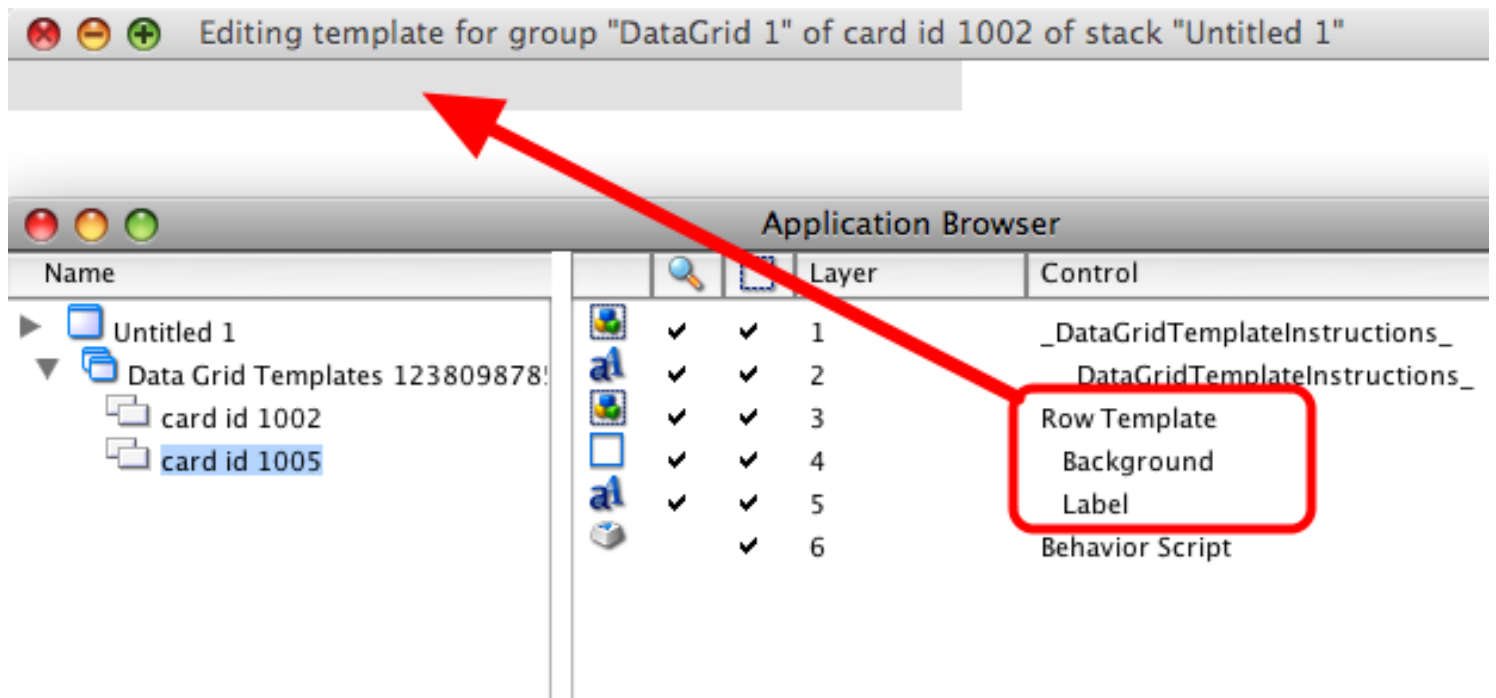 Editing template for group "DataGrid 1" of card id 1002 of stack "Untitled 1"
Application Browser
Name Layer Control
Untitled 1 1 _DataGridTemplateInstructions_
Data Grid Templates 123809878 2 DataGridTemplateInstructions_
card id 1002 3 Row Template
card id 1005 4 Background
5 Label
6 Behavior Script